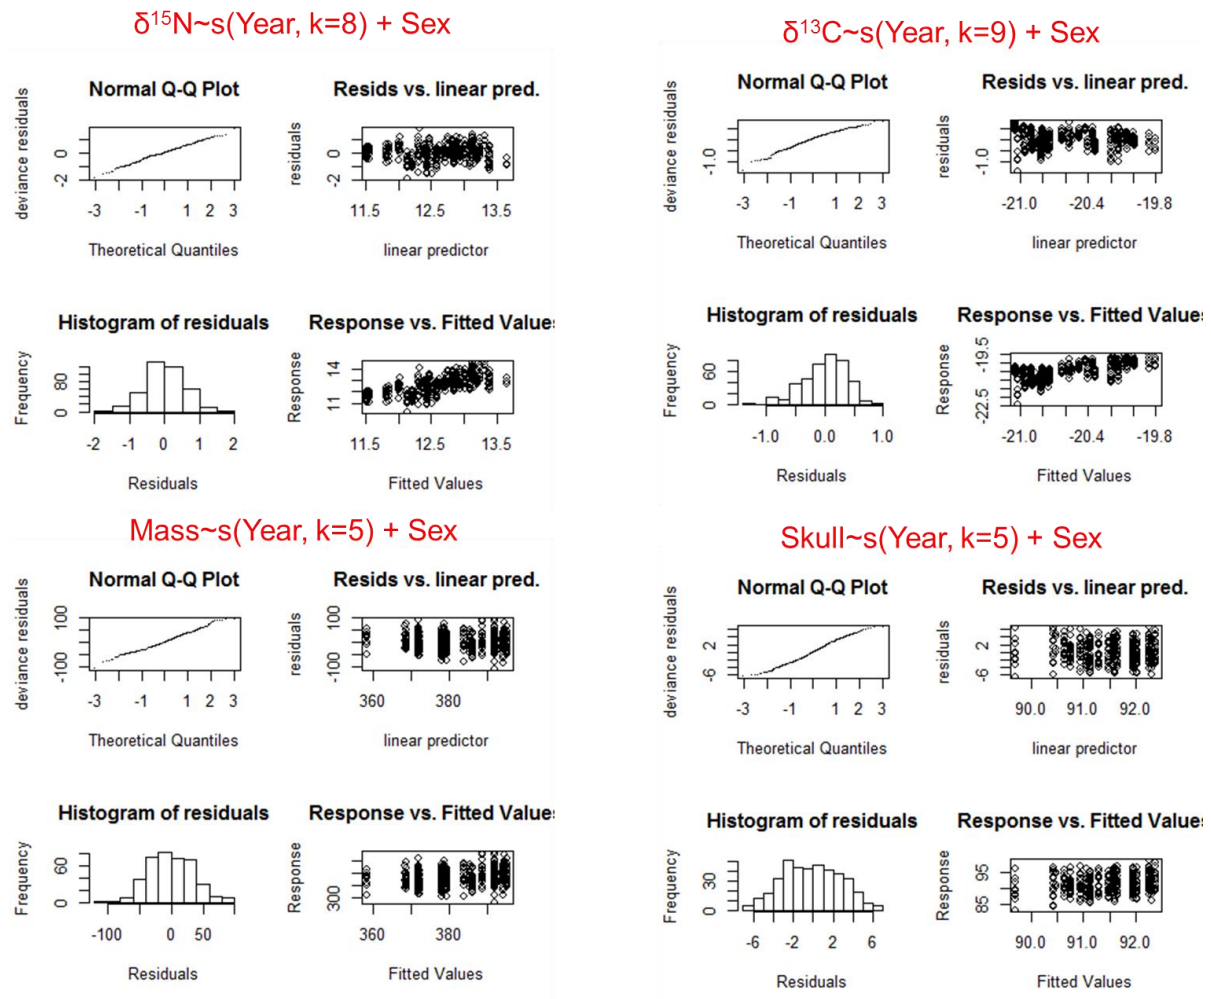 δ¹⁵N~s(Year, k=8) + Sex
Normal Q-Q Plot
deviance residuals
0
-2
-3 -1 1 2 3
Theoretical Quantiles
Resids vs. linear pred.
residuals
2
0
-2
11.5 12.5 13.5
linear predictor
Histogram of residuals
Frequency
80
0
-2 -1 0 1 2
Residuals
Response vs. Fitted Values
Response
14
11
11.5 12.5 13.5
Fitted Values
δ¹³C~s(Year, k=9) + Sex
Normal Q-Q Plot
deviance residuals
-1.0
-3 -1 1 2 3
Theoretical Quantiles
Resids vs. linear pred.
residuals
-1.0
-21.0 -20.4 -19.8
linear predictor
Histogram of residuals
Frequency
60
0
-1.0 0.0 1.0
Residuals
Response vs. Fitted Values
Response
-19.5
-22.5
-21.0 -20.4 -19.8
Fitted Values
Mass~s(Year, k=5) + Sex
Normal Q-Q Plot
deviance residuals
100
-100
-3 -1 1 2 3
Theoretical Quantiles
Resids vs. linear pred.
residuals
100
-100
360 380
linear predictor
Histogram of residuals
Frequency
60
0
-100 0 50
Residuals
Response vs. Fitted Values
Response
300
360 380
Fitted Values
Skull~s(Year, k=5) + Sex
Normal Q-Q Plot
deviance residuals
2
-6
-3 -1 1 2 3
Theoretical Quantiles
Resids vs. linear pred.
residuals
2
-6
90.0 91.0 92.0
linear predictor
Histogram of residuals
Frequency
30
0
-6 -2 2 6
Residuals
Response vs. Fitted Values
Response
95
85
90.0 91.0 92.0
Fitted Values